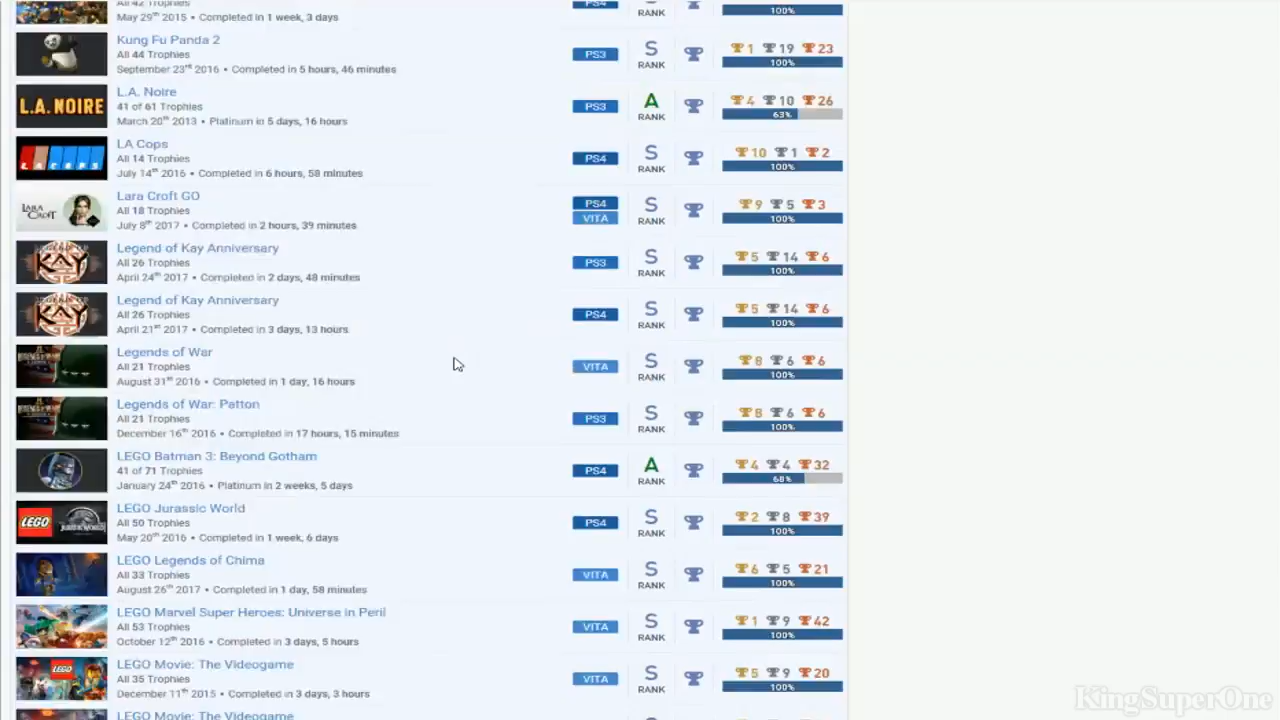 All 42 Trophies
May 29th 2015 • Completed in 1 week, 3 days
PS4
100%
Kung Fu Panda 2
All 44 Trophies
September 23rd 2016 • Completed in 5 hours, 46 minutes
PS3
S
RANK
1 19 23
100%
L.A. NOIRE
L.A. Noire
41 of 61 Trophies
March 20th 2013 • Platinum in 5 days, 16 hours
PS3
A
RANK
4 10 26
63%
LA COPS
LA Cops
All 14 Trophies
July 14th 2016 • Completed in 6 hours, 58 minutes
PS4
S
RANK
10 1 2
100%
LARA CROFT GO
Lara Croft GO
All 18 Trophies
July 8th 2017 • Completed in 2 hours, 39 minutes
PS4
VITA
S
RANK
9 5 3
100%
KAY
Legend of Kay Anniversary
All 26 Trophies
April 24th 2017 • Completed in 2 days, 48 minutes
PS3
S
RANK
5 14 6
100%
KAY
Legend of Kay Anniversary
All 26 Trophies
April 21st 2017 • Completed in 3 days, 13 hours
PS4
S
RANK
5 14 6
100%
Legends of War
All 21 Trophies
August 31st 2016 • Completed in 1 day, 16 hours
VITA
S
RANK
8 6 6
100%
Legends of War: Patton
All 21 Trophies
December 16th 2016 • Completed in 17 hours, 15 minutes
PS3
S
RANK
8 6 6
100%
LEGO Batman 3: Beyond Gotham
41 of 71 Trophies
January 24th 2016 • Platinum in 2 weeks, 5 days
PS4
A
RANK
4 4 32
68%
LEGO JURASSIC WORLD
LEGO Jurassic World
All 50 Trophies
May 20th 2016 • Completed in 1 week, 6 days
PS4
S
RANK
2 8 39
100%
LEGO Legends of Chima
All 33 Trophies
August 26th 2017 • Completed in 1 day, 58 minutes
VITA
S
RANK
6 5 21
100%
LEGO Marvel Super Heroes: Universe in Peril
All 53 Trophies
October 12th 2016 • Completed in 3 days, 5 hours
VITA
S
RANK
1 9 42
100%
LEGO
LEGO Movie: The Videogame
All 35 Trophies
December 11th 2015 • Completed in 3 days, 3 hours
VITA
S
RANK
5 9 20
100%
LEGO Movie: The Videogame
KingSuperOne